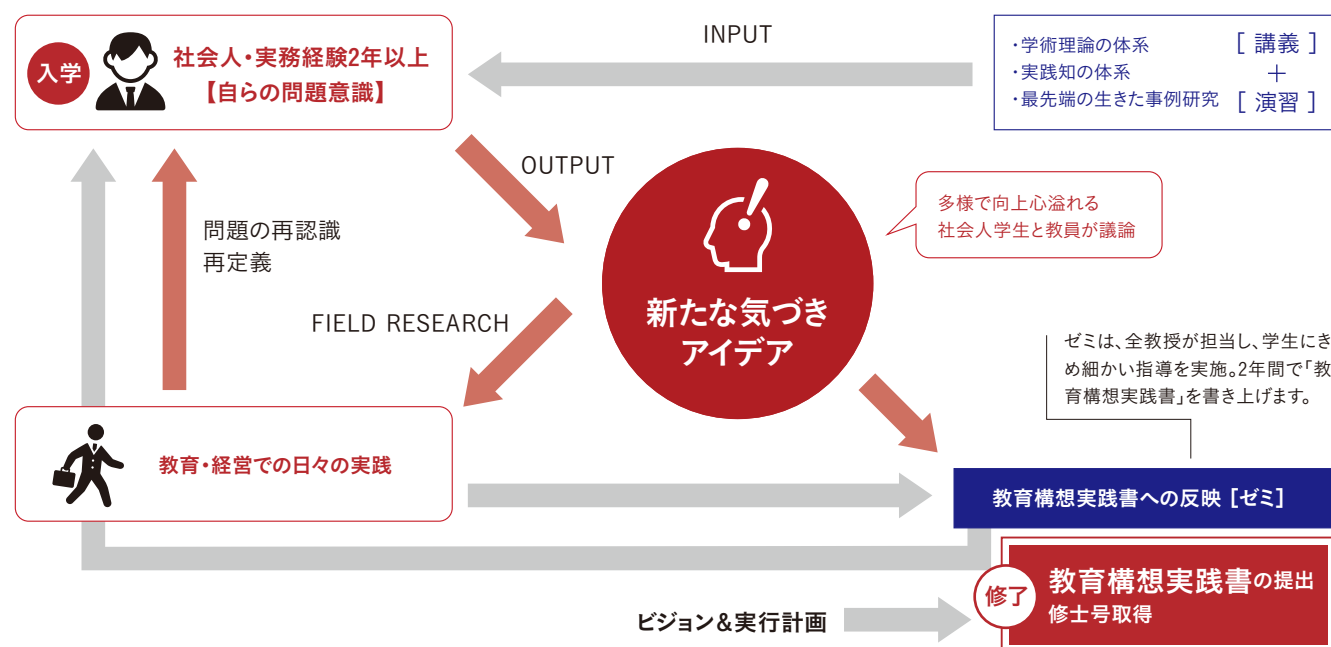 入学
社会人・実務経験2年以上
【自らの問題意識】
INPUT
・学術理論の体系
・実践知の体系
・最先端の生きた事例研究
[ 講義 ]
＋
[ 演習 ]
OUTPUT
多様で向上心溢れる
社会人学生と教員が議論
問題の再認識
再定義
FIELD RESEARCH
新たな気づき
アイデア
ゼミは、全教授が担当し、学生にき
め細かい指導を実施。2年間で「教
育構想実践書」を書き上げます。
教育・経営での日々の実践
教育構想実践書への反映［ゼミ］
修了
教育構想実践書の提出
修士号取得
ビジョン＆実行計画